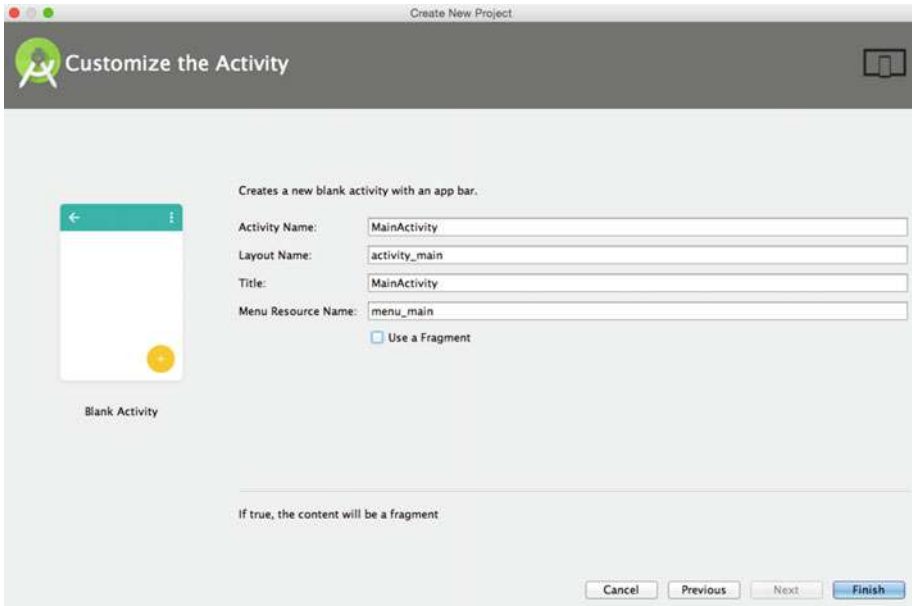 Create New Project
Customize the Activity
Creates a new blank activity with an app bar.
Activity Name: MainActivity
Layout Name: activity_main
Title: MainActivity
Menu Resource Name: menu_main
Use a Fragment
Blank Activity
If true, the content will be a fragment
Cancel Previous Next Finish